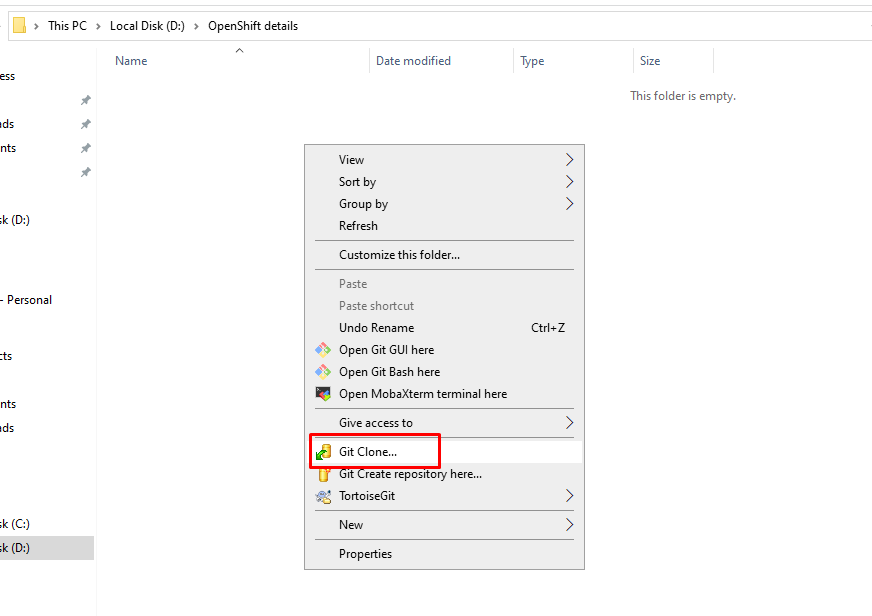 This PC > Local Disk (D:) > OpenShift details
Name Date modified Type Size
ess
This folder is empty.
nds
nts
sk (D:)
- Personal
cts
nts
nds
sk (C:)
sk (D:)
View
Sort by
Group by
Refresh
Customize this folder...
Paste
Paste shortcut
Undo Rename Ctrl+Z
Open Git GUI here
Open Git Bash here
Open MobaXterm terminal here
Give access to
Git Clone...
Git Create repository here...
TortoiseGit
New
Properties